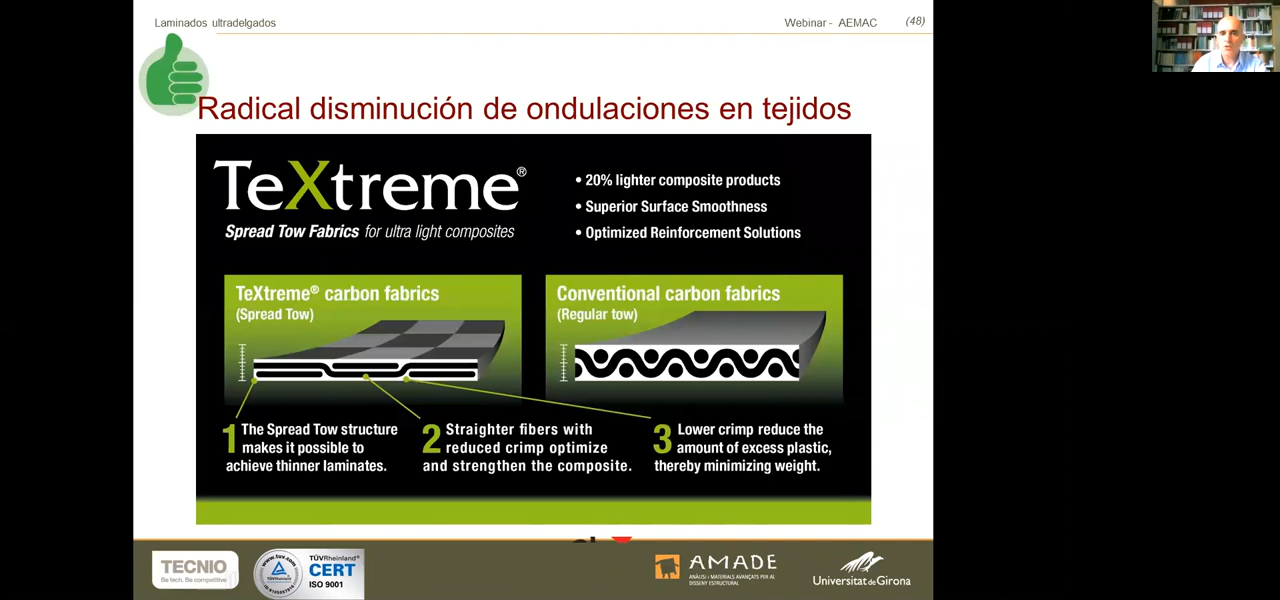 Laminados ultradelgados
Webinar - AEMAC
(48)
Radical disminución de ondulaciones en tejidos
TeXtreme®
Spread Tow Fabrics for ultra light composites
• 20% lighter composite products
• Superior Surface Smoothness
• Optimized Reinforcement Solutions
TeXtreme® carbon fabrics
(Spread Tow)
Conventional carbon fabrics
(Regular tow)
1 The Spread Tow structure
makes it possible to
achieve thinner laminates.
2 Straighter fibers with
reduced crimp optimize
and strengthen the composite.
3 Lower crimp reduce the
amount of excess plastic,
thereby minimizing weight.
TECNIO
Be tech. Be competitive
TÜVRheinland®
CERT
ISO 9001
AMADE
ANÀLISI I MATERIALS AVANÇATS PER AL
DISSENY ESTRUCTURAL
Universitat de Girona